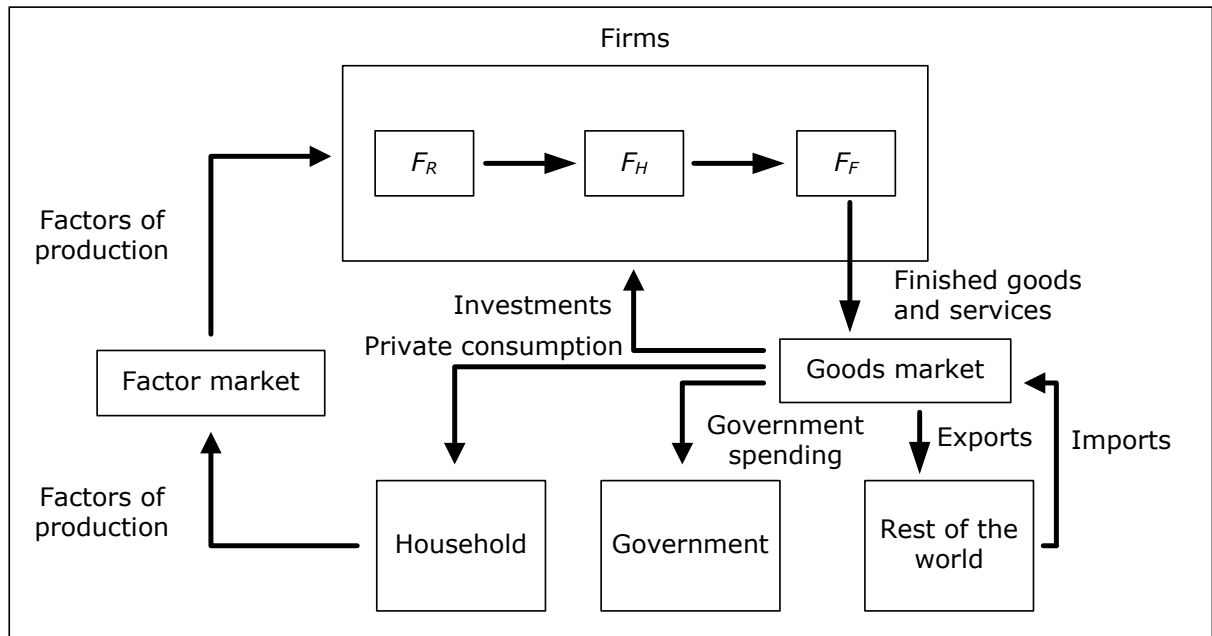 Firms
F_R
F_H
F_F
Factors of
production
Finished goods
and services
Investments
Private consumption
Factor market
Goods market
Government
spending
Exports
Imports
Factors of
production
Household
Government
Rest of the
world